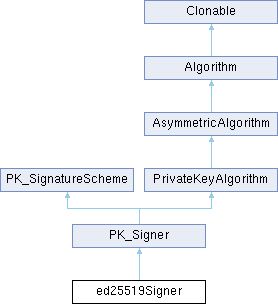 Clonable
Algorithm
AsymmetricAlgorithm
PK_SignatureScheme
PrivateKeyAlgorithm
PK_Signer
ed25519Signer